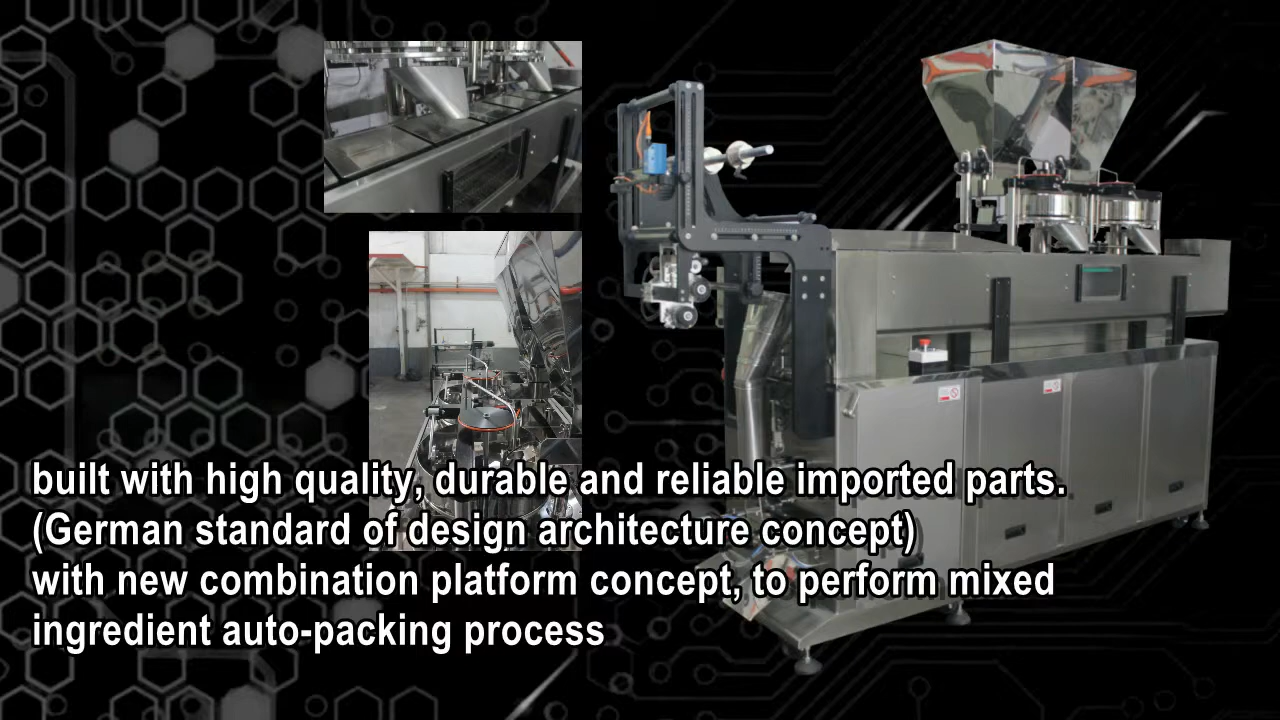 built with high quality, durable and reliable imported parts.
(German standard of design architecture concept)
with new combination platform concept, to perform mixed
ingredient auto-packing process